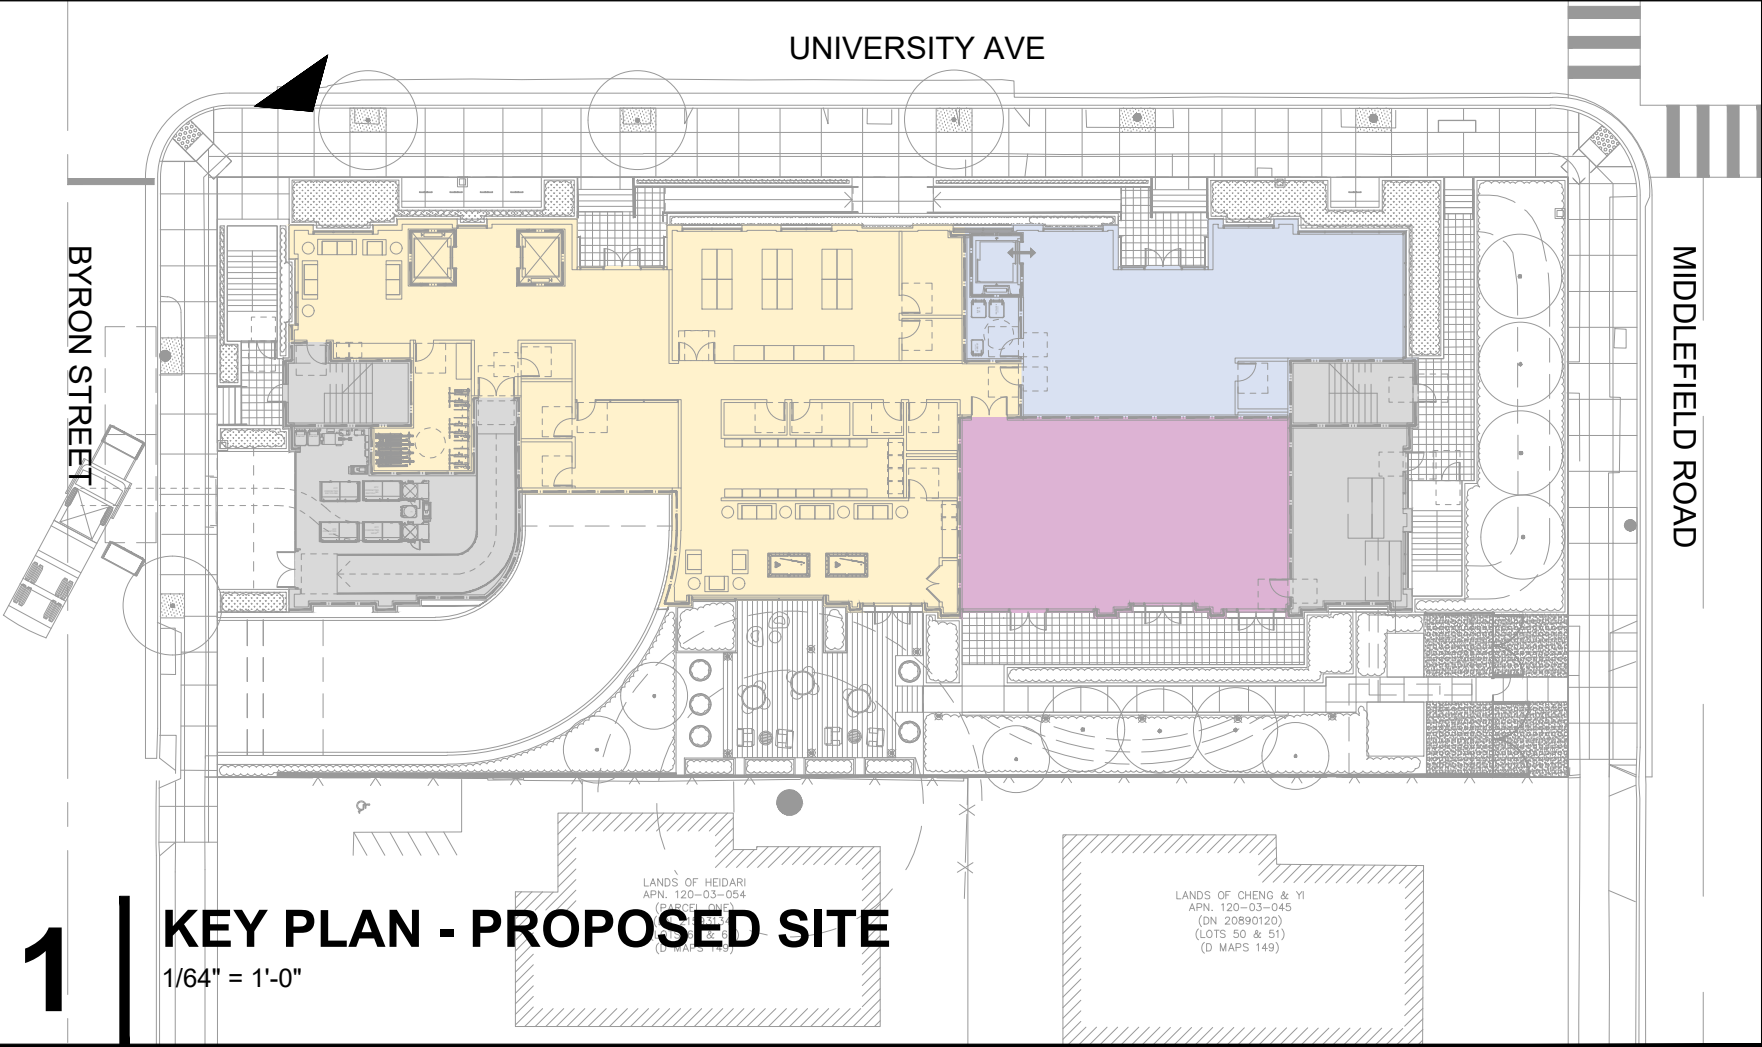 UNIVERSITY AVE
BYRON STREET
MIDDLEFIELD ROAD
LANDS OF HEIDARI
APN. 120-03-054
(PARCEL ONE)
(D MAPS 149)
LANDS OF CHENG & YI
APN. 120-03-045
(DN 20890120)
(LOTS 50 & 51)
(D MAPS 149)
1
KEY PLAN - PROPOSED SITE
1/64" = 1'-0"